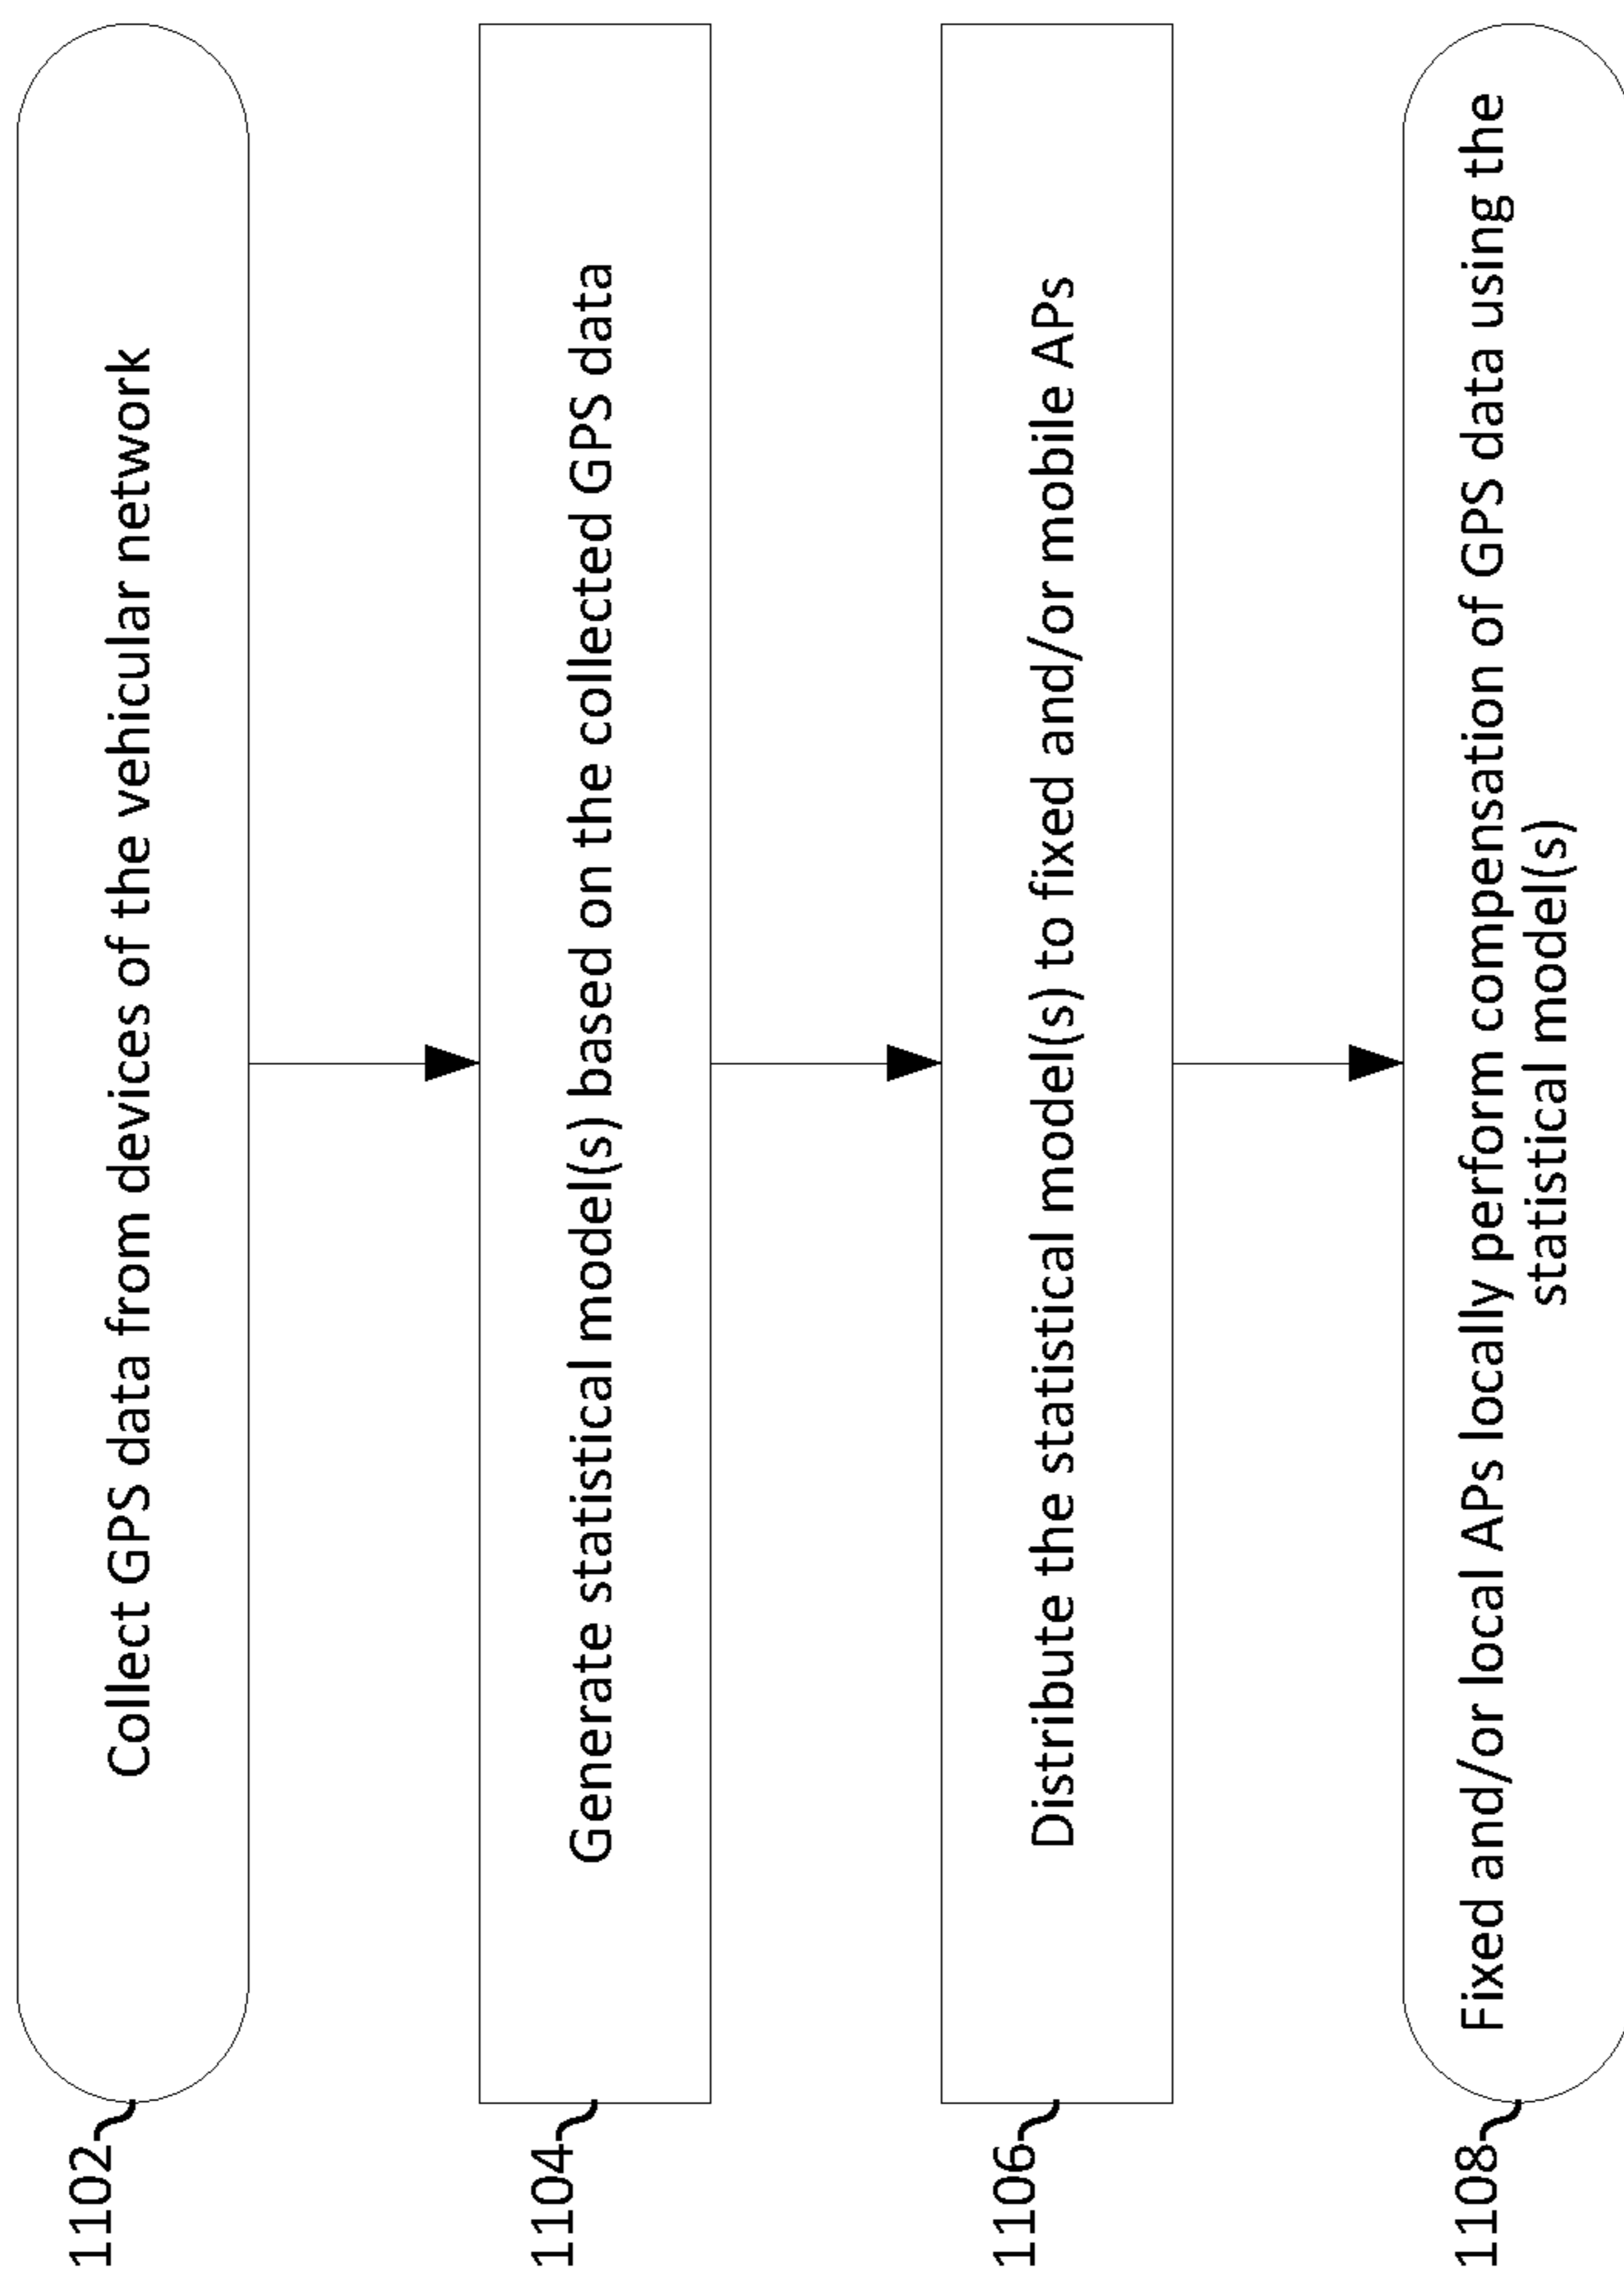 1102
Collect GPS data from devices of the vehicular network
1104
Generate statistical model(s) based on the collected GPS data
1106
Distribute the statistical model(s) to fixed and/or mobile APs
1108
Fixed and/or local APs locally perform compensation of GPS data using the
statistical model(s)